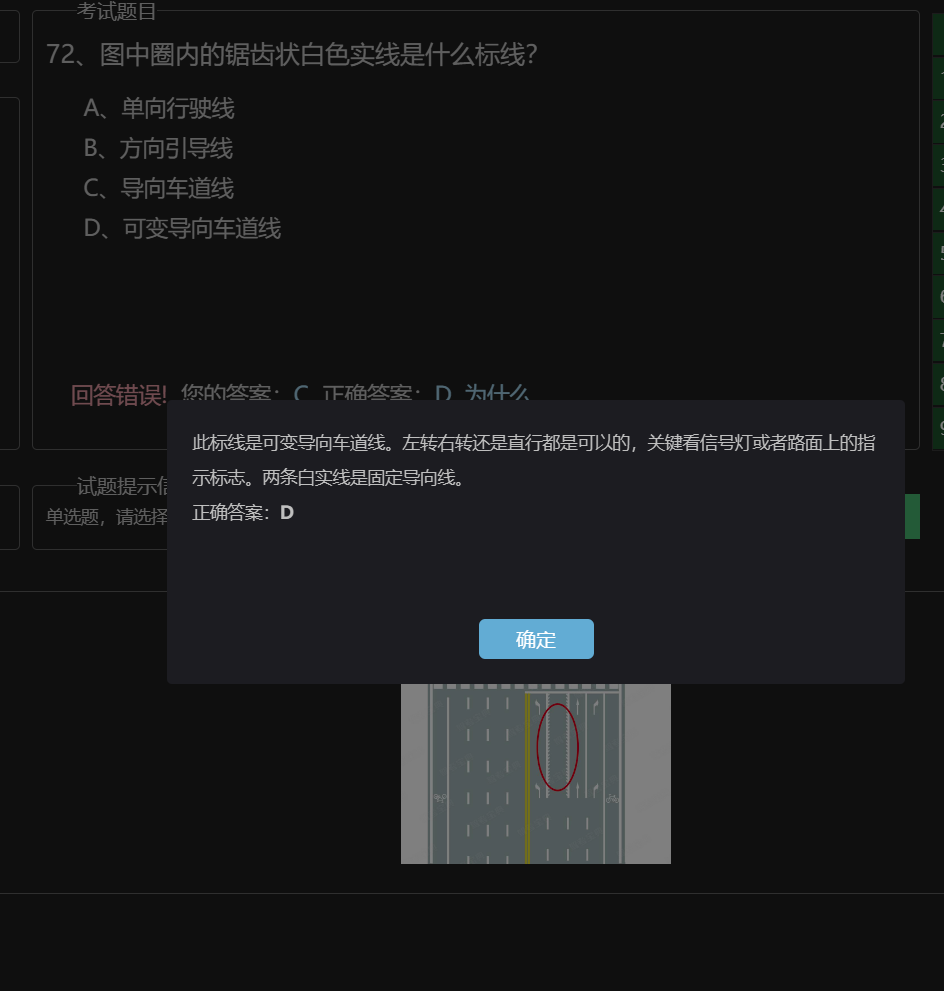 考试题目
72、图中圈内的锯齿状白色实线是什么标线?
A、单向行驶线
B、方向引导线
C、导向车道线
D、可变导向车道线
回答错误! 您的答案：C 正确答案：D 为什么
此标线是可变导向车道线。左转右转还是直行都是可以的，关键看信号灯或者路面上的指
示标志。两条白实线是固定导向线。
正确答案：D
试题提示信
单选题，请选择
确定